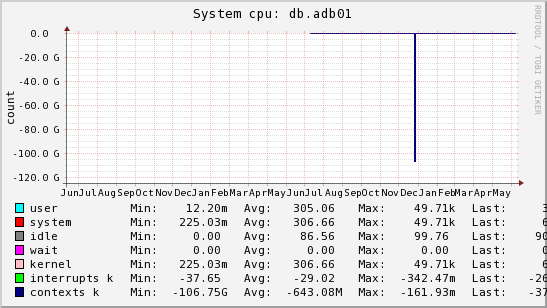 System cpu: db.adb01
RRDTOOL / TOBI OETIKER
count
0.0
-20.0 G
-40.0 G
-60.0 G
-80.0 G
-100.0 G
-120.0 G
Jun Jul Aug Sep Oct Nov Dec Jan Feb Mar Apr May Jun Jul Aug Sep Oct Nov Dec Jan Feb Mar Apr May
user Min: 12.20m Avg: 305.06 Max: 49.71k Last: 3
system Min: 225.03m Avg: 306.66 Max: 49.71k Last: 6
idle Min: 0.00 Avg: 86.56 Max: 99.76 Last: 90
wait Min: 0.00 Avg: 0.00 Max: 0.00 Last: 0
kernel Min: 225.03m Avg: 306.66 Max: 49.71k Last: 6
interrupts k Min: -37.65 Avg: -29.02 Max: -342.47m Last: -26
contexts k Min: -106.75G Avg: -643.08M Max: -161.93m Last: -37